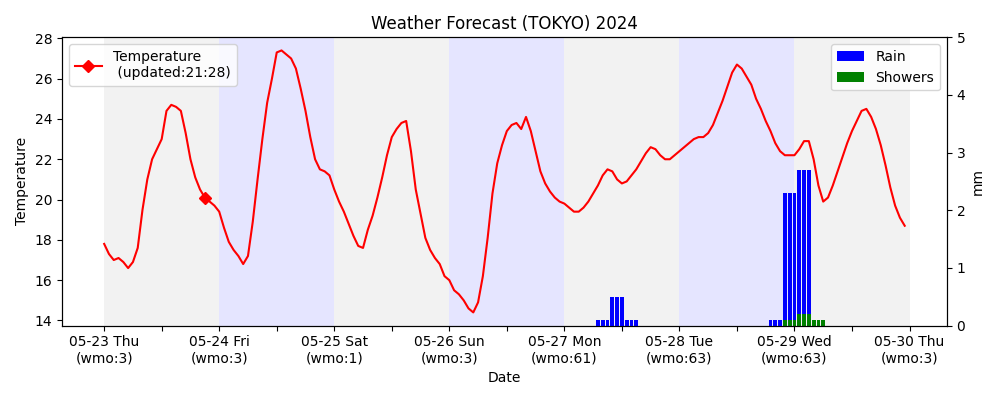 Weather Forecast (TOKYO) 2024
Temperature
(updated:21:28)
Rain
Showers
28
26
24
22
20
18
16
14
Temperature
5
4
3
2
1
0
mm
05-23 Thu
(wmo:3)
05-24 Fri
(wmo:3)
05-25 Sat
(wmo:1)
05-26 Sun
(wmo:3)
05-27 Mon
(wmo:61)
05-28 Tue
(wmo:63)
05-29 Wed
(wmo:63)
05-30 Thu
(wmo:3)
Date